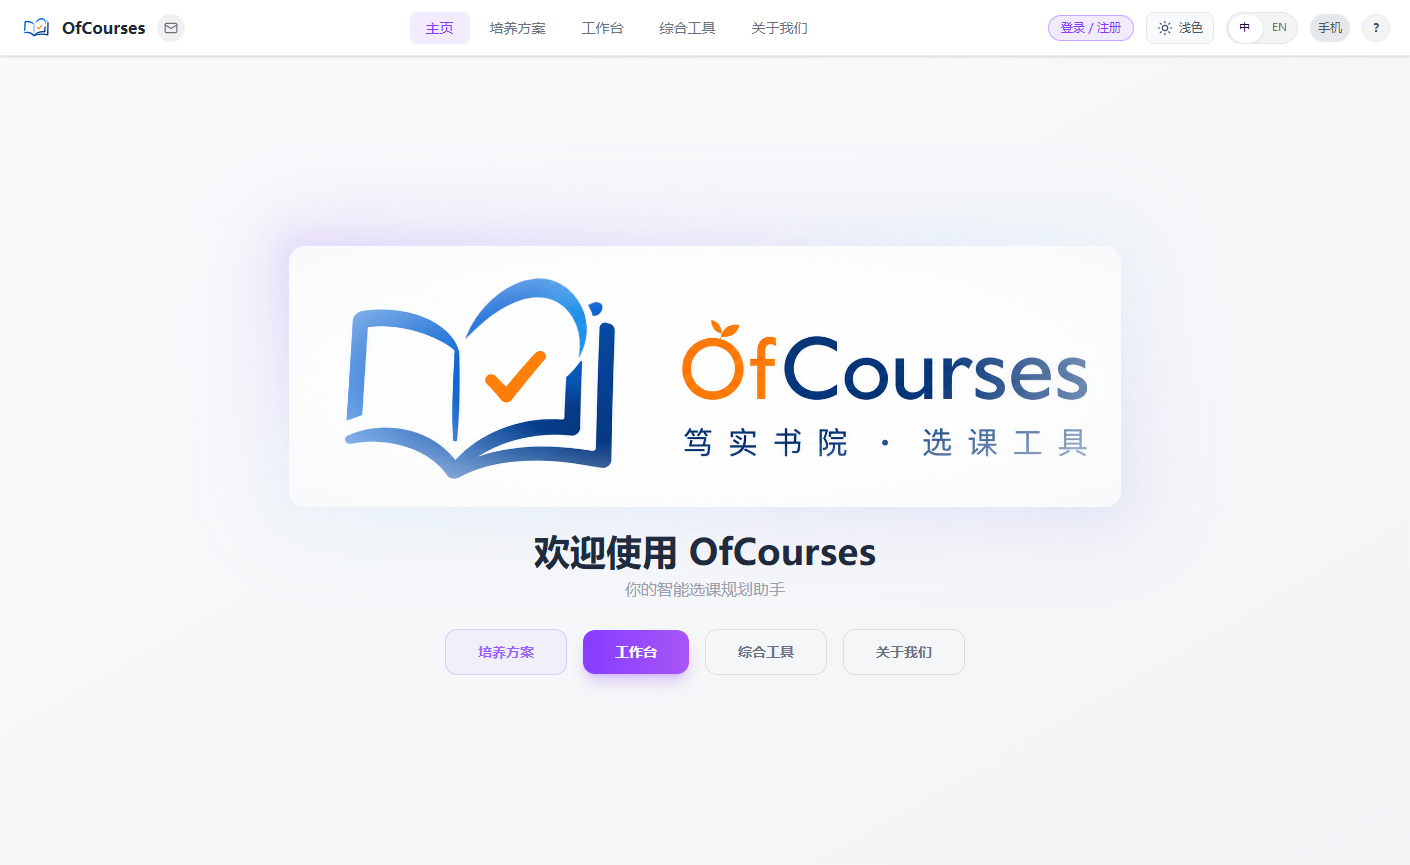 OfCourses
主页 培养方案 工作台 综合工具 关于我们
登录 / 注册 浅色 中 EN 手机 ?
OfCourses
笃实书院 · 选课工具
欢迎使用 OfCourses
你的智能选课规划助手
培养方案 工作台 综合工具 关于我们